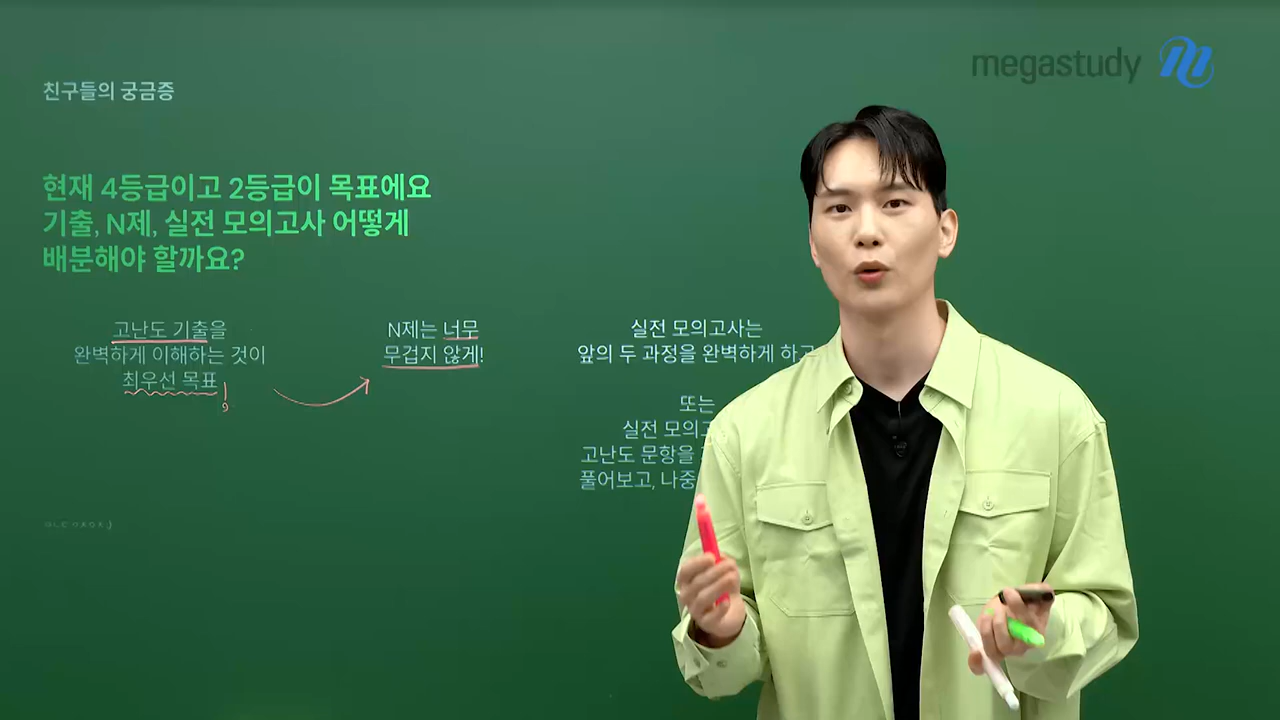 megastudy
친구들의 궁금증
현재 4등급이고 2등급이 목표에요
기출, N제, 실전 모의고사 어떻게
배분해야 할까요?
고난도 기출을
완벽하게 이해하는 것이
최우선 목표
N제는 너무
무겁지 않게!
실전 모의고사는
앞의 두 과정을 완벽하게 하고
또는
실전
고난도 문항을
풀어보고,